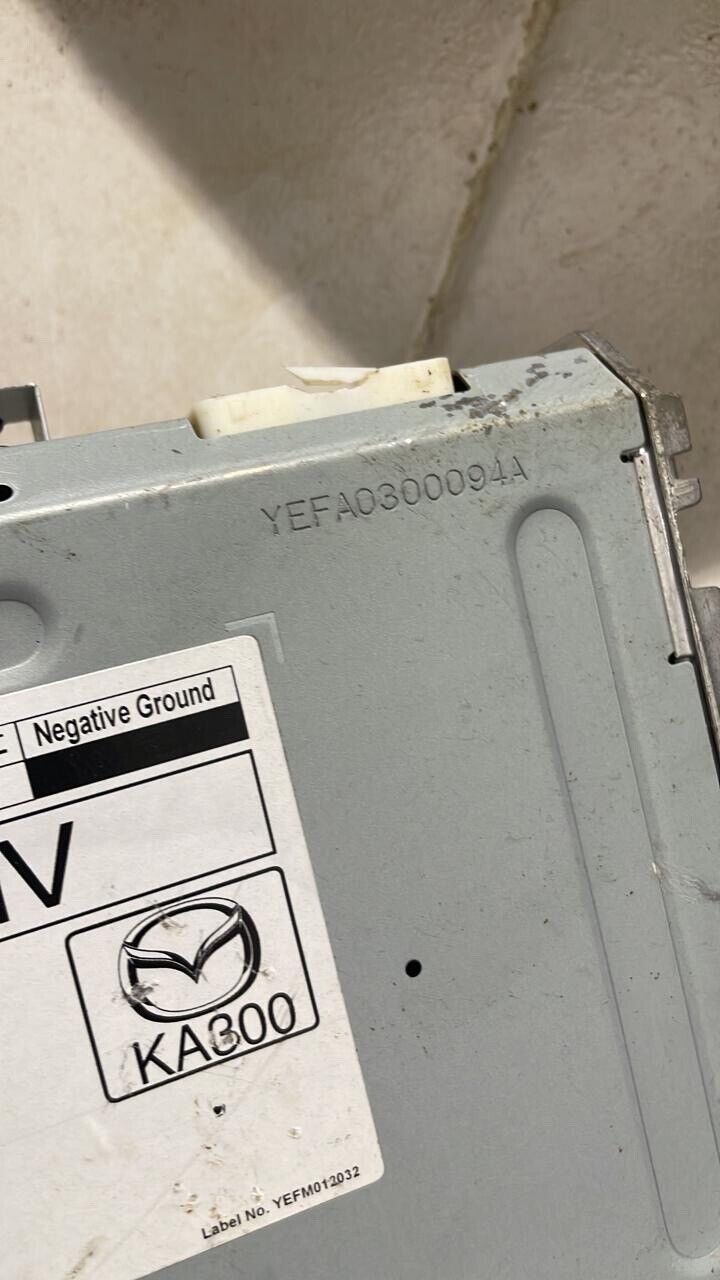 YEFA0300094A
Negative Ground
V
KA300
Label No. YEFM012032